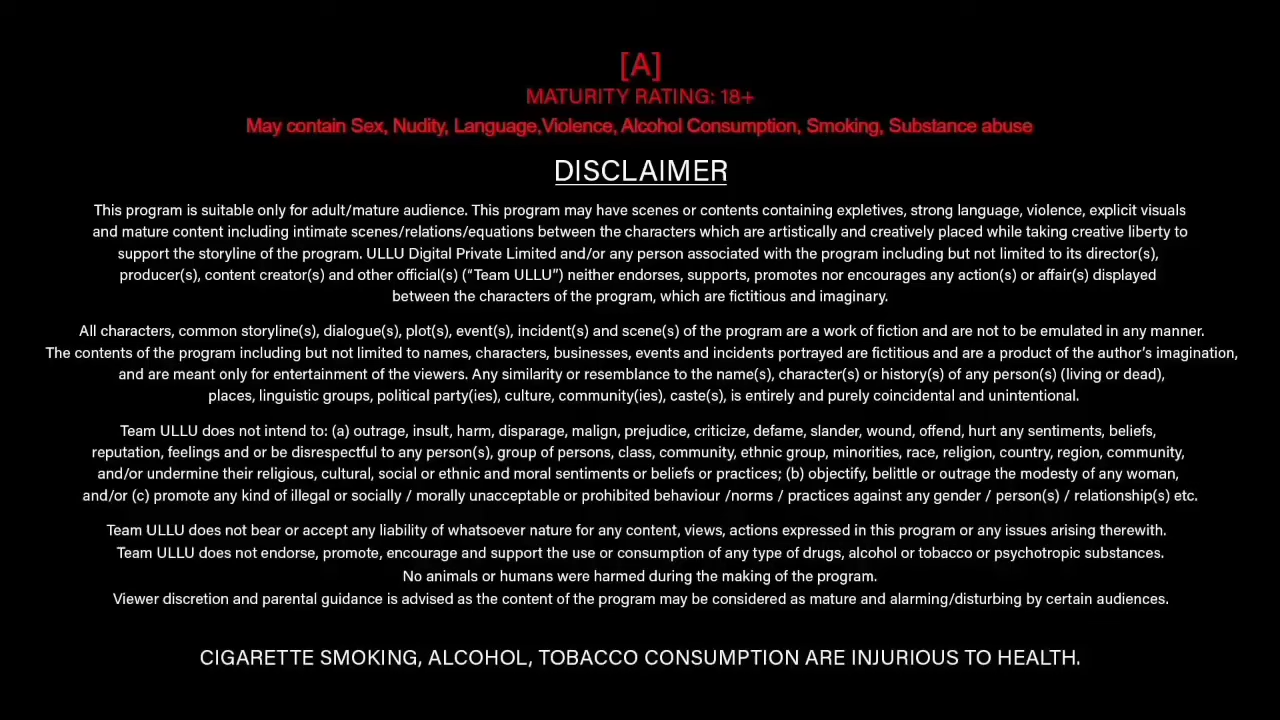 [A]
MATURITY RATING: 18+
May contain Sex, Nudity, Language,Violence, Alcohol Consumption, Smoking, Substance abuse
DISCLAIMER
This program is suitable only for adult/mature audience. This program may have scenes or contents containing expletives, strong language, violence, explicit visuals
and mature content including intimate scenes/relations/equations between the characters which are artistically and creatively placed while taking creative liberty to
support the storyline of the program. ULLU Digital Private Limited and/or any person associated with the program including but not limited to its director(s),
producer(s), content creator(s) and other official(s) (“Team ULLU”) neither endorses, supports, promotes nor encourages any action(s) or affair(s) displayed
between the characters of the program, which are fictitious and imaginary.
All characters, common storyline(s), dialogue(s), plot(s), event(s), incident(s) and scene(s) of the program are a work of fiction and are not to be emulated in any manner.
The contents of the program including but not limited to names, characters, businesses, events and incidents portrayed are fictitious and are a product of the author’s imagination,
and are meant only for entertainment of the viewers. Any similarity or resemblance to the name(s), character(s) or history(s) of any person(s) (living or dead),
places, linguistic groups, political party(ies), culture, community(ies), caste(s), is entirely and purely coincidental and unintentional.
Team ULLU does not intend to: (a) outrage, insult, harm, disparage, malign, prejudice, criticize, defame, slander, wound, offend, hurt any sentiments, beliefs,
reputation, feelings and or be disrespectful to any person(s), group of persons, class, community, ethnic group, minorities, race, religion, country, region, community,
and/or undermine their religious, cultural, social or ethnic and moral sentiments or beliefs or practices; (b) objectify, belittle or outrage the modesty of any woman,
and/or (c) promote any kind of illegal or socially / morally unacceptable or prohibited behaviour /norms / practices against any gender / person(s) / relationship(s) etc.
Team ULLU does not bear or accept any liability of whatsoever nature for any content, views, actions expressed in this program or any issues arising therewith.
Team ULLU does not endorse, promote, encourage and support the use or consumption of any type of drugs, alcohol or tobacco or psychotropic substances.
No animals or humans were harmed during the making of the program.
Viewer discretion and parental guidance is advised as the content of the program may be considered as mature and alarming/disturbing by certain audiences.
CIGARETTE SMOKING, ALCOHOL, TOBACCO CONSUMPTION ARE INJURIOUS TO HEALTH.